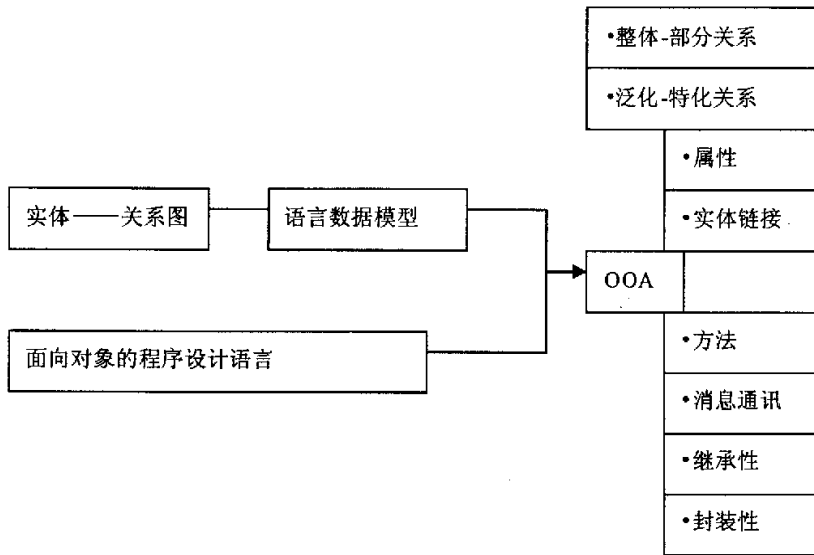 •整体-部分关系
•泛化-特化关系
•属性
•实体链接
实体——关系图
语言数据模型
OOA
面向对象的程序设计语言
•方法
•消息通讯
•继承性
•封装性